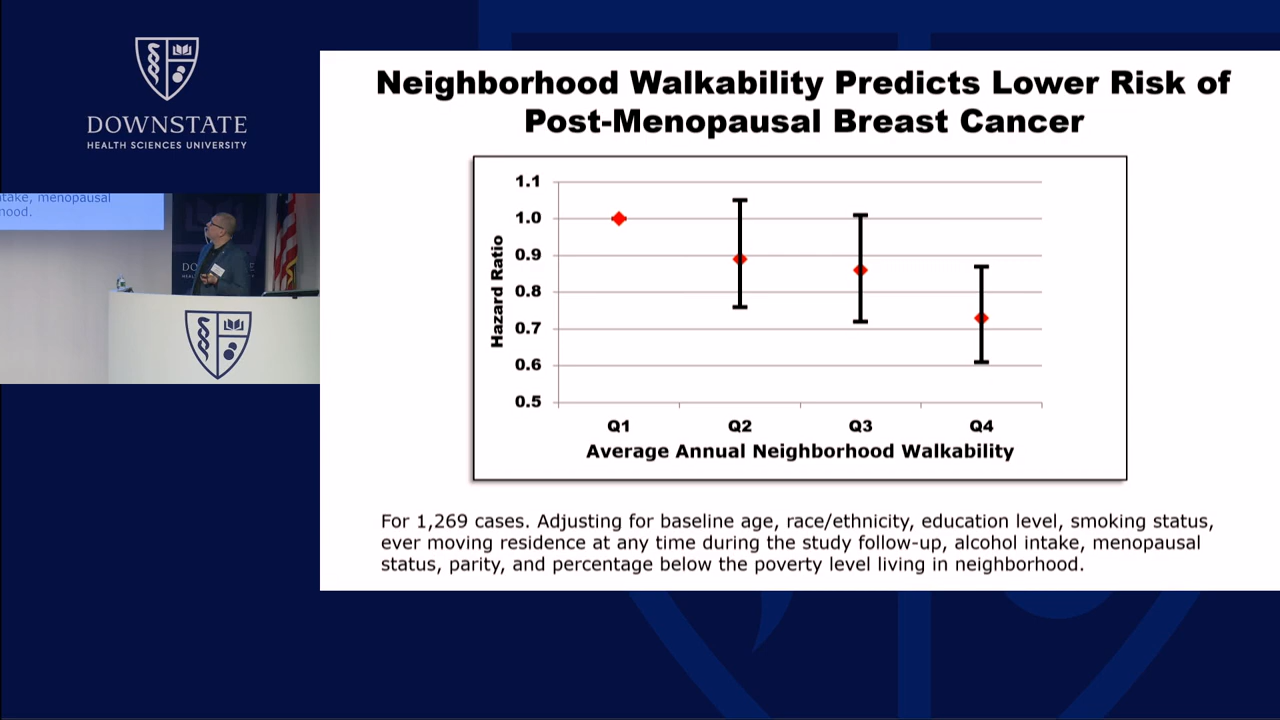 DOWNSTATE
HEALTH SCIENCES UNIVERSITY
intake, menopausal
Neighborhood Walkability Predicts Lower Risk of
Post-Menopausal Breast Cancer
1.1
1.0
0.9
0.8
0.7
0.6
0.5
Hazard Ratio
Q1 Q2 Q3 Q4
Average Annual Neighborhood Walkability
For 1,269 cases. Adjusting for baseline age, race/ethnicity, education level, smoking status,
ever moving residence at any time during the study follow-up, alcohol intake, menopausal
status, parity, and percentage below the poverty level living in neighborhood.